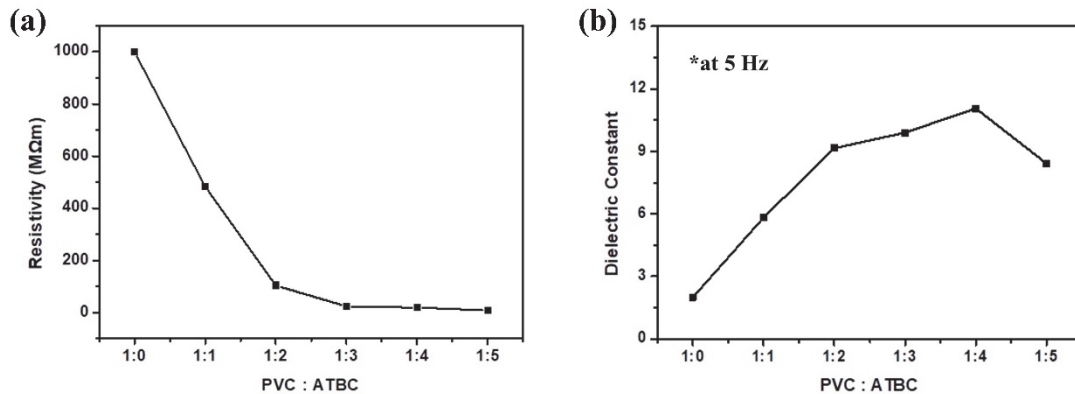 (a)
1000
800
600
400
200
0
Resistivity (MΩm)
1:0 1:1 1:2 1:3 1:4 1:5
PVC : ATBC
(b)
*at 5 Hz
15
12
9
6
3
0
Dielectric Constant
1:0 1:1 1:2 1:3 1:4 1:5
PVC : ATBC